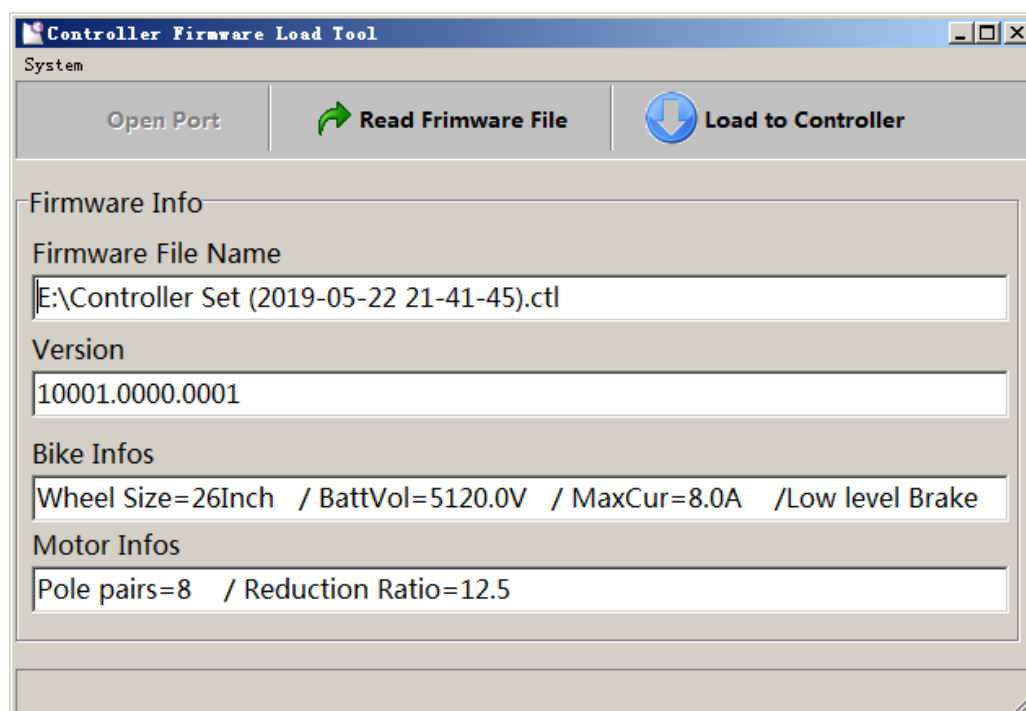 Controller Firmware Load Tool
System
Open Port
Read Frimware File
Load to Controller
Firmware Info
Firmware File Name
E:\Controller Set (2019-05-22 21-41-45).ctl
Version
10001.0000.0001
Bike Infos
Wheel Size=26Inch / BattVol=5120.0V / MaxCur=8.0A /Low level Brake
Motor Infos
Pole pairs=8 / Reduction Ratio=12.5